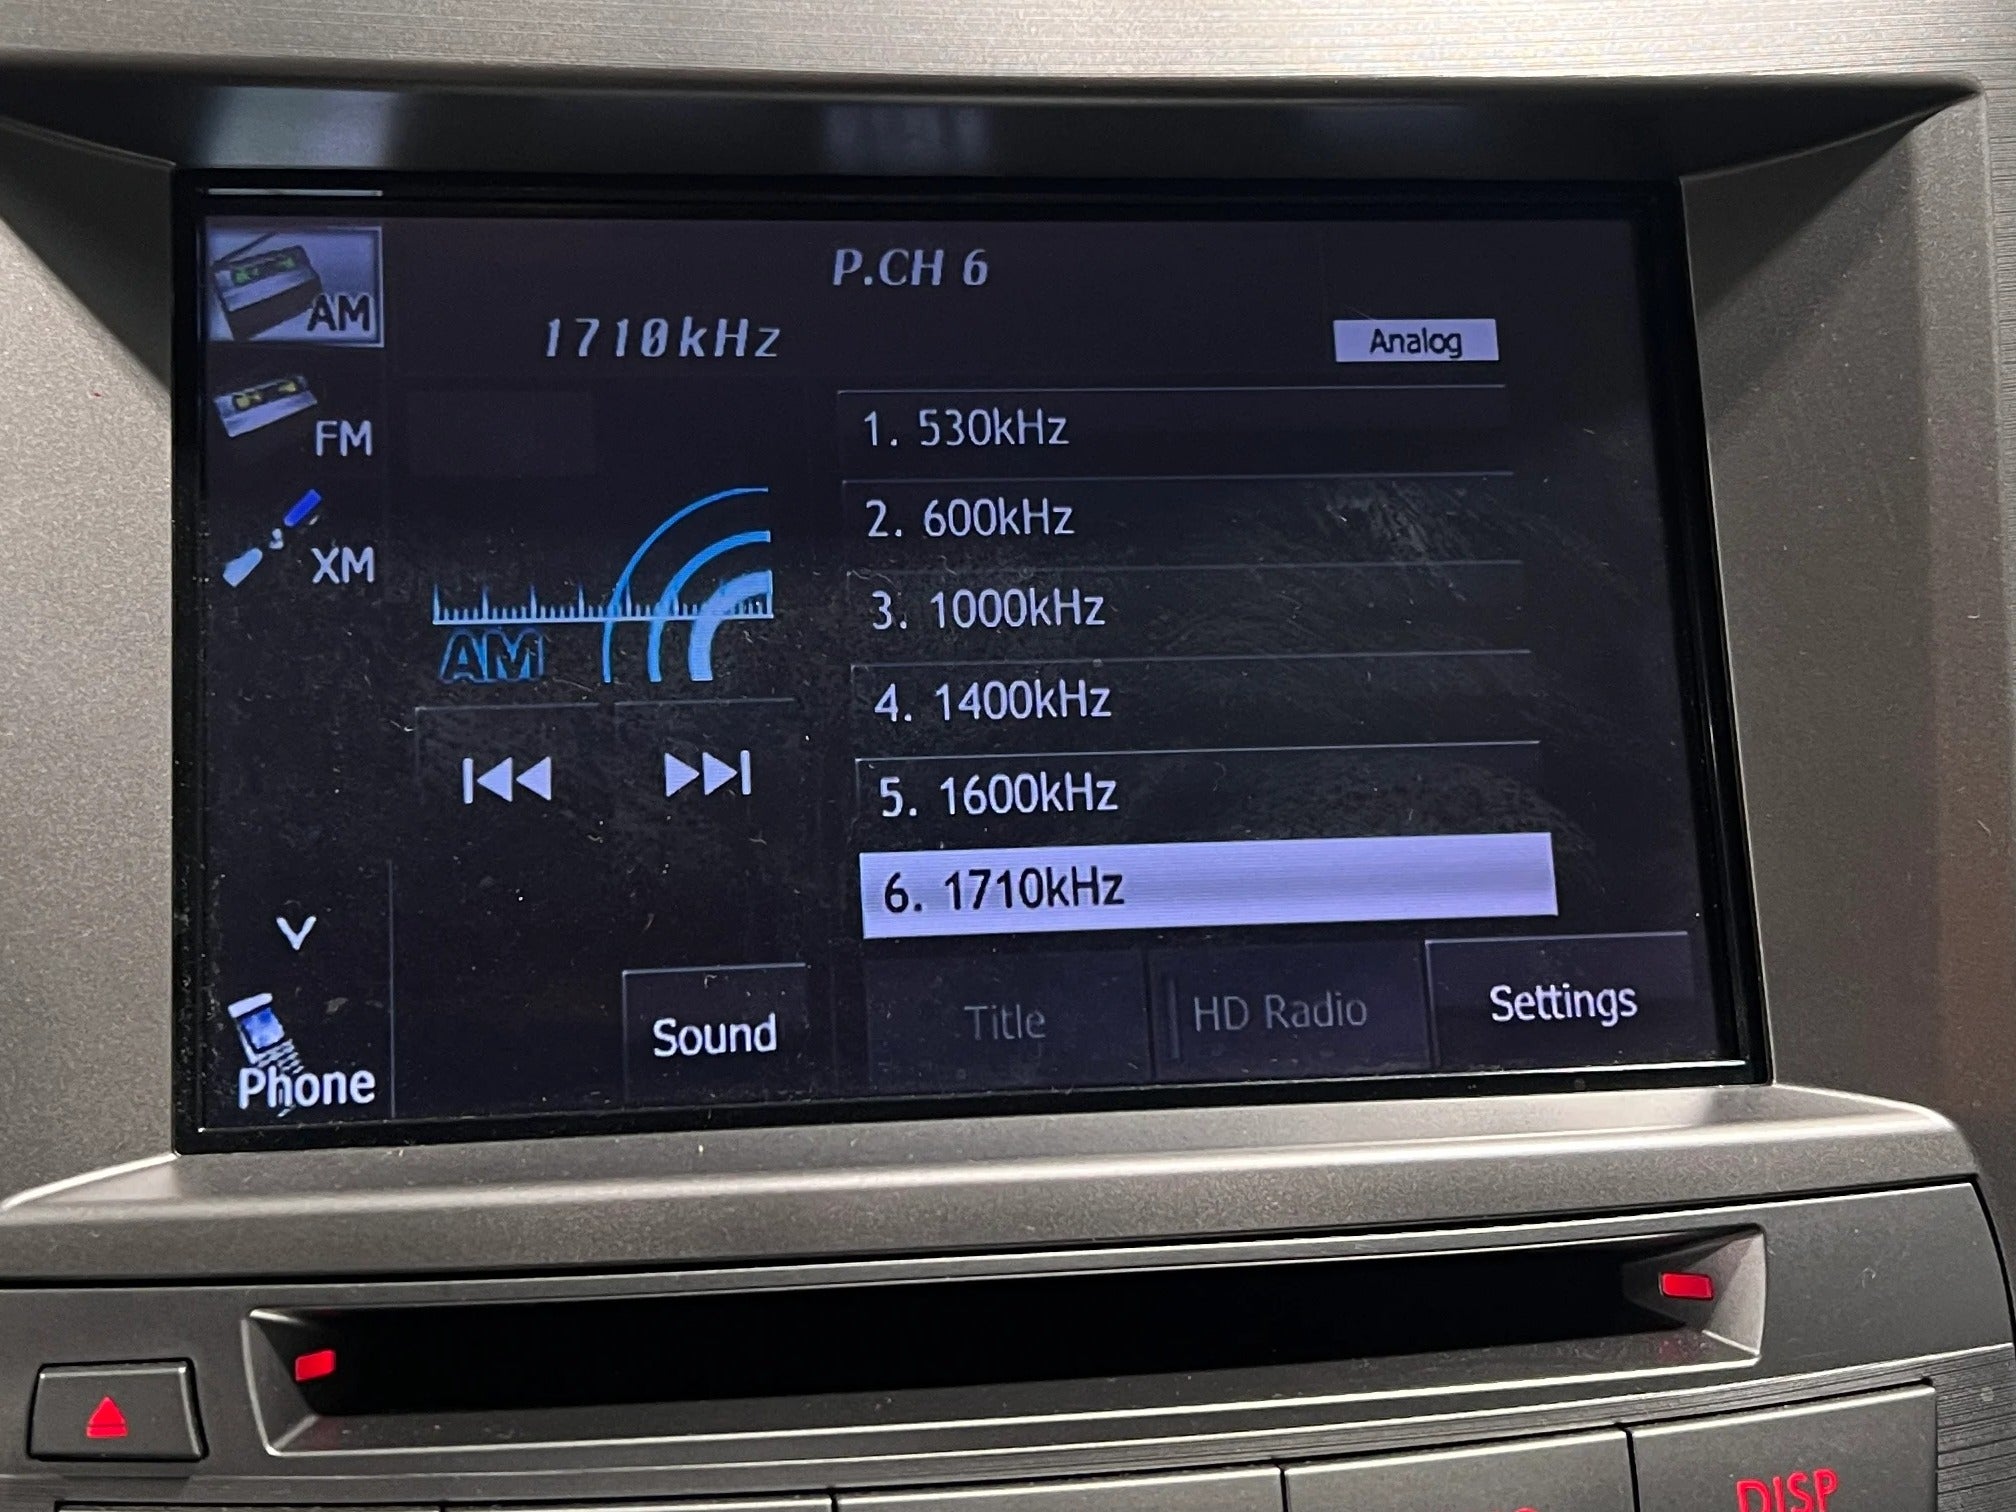 P.CH 6
AM
1710kHz
Analog
FM
1. 530kHz
XM
2. 600kHz
3. 1000kHz
AM
4. 1400kHz
5. 1600kHz
6. 1710kHz
Phone
Sound
Title
HD Radio
Settings
DISP